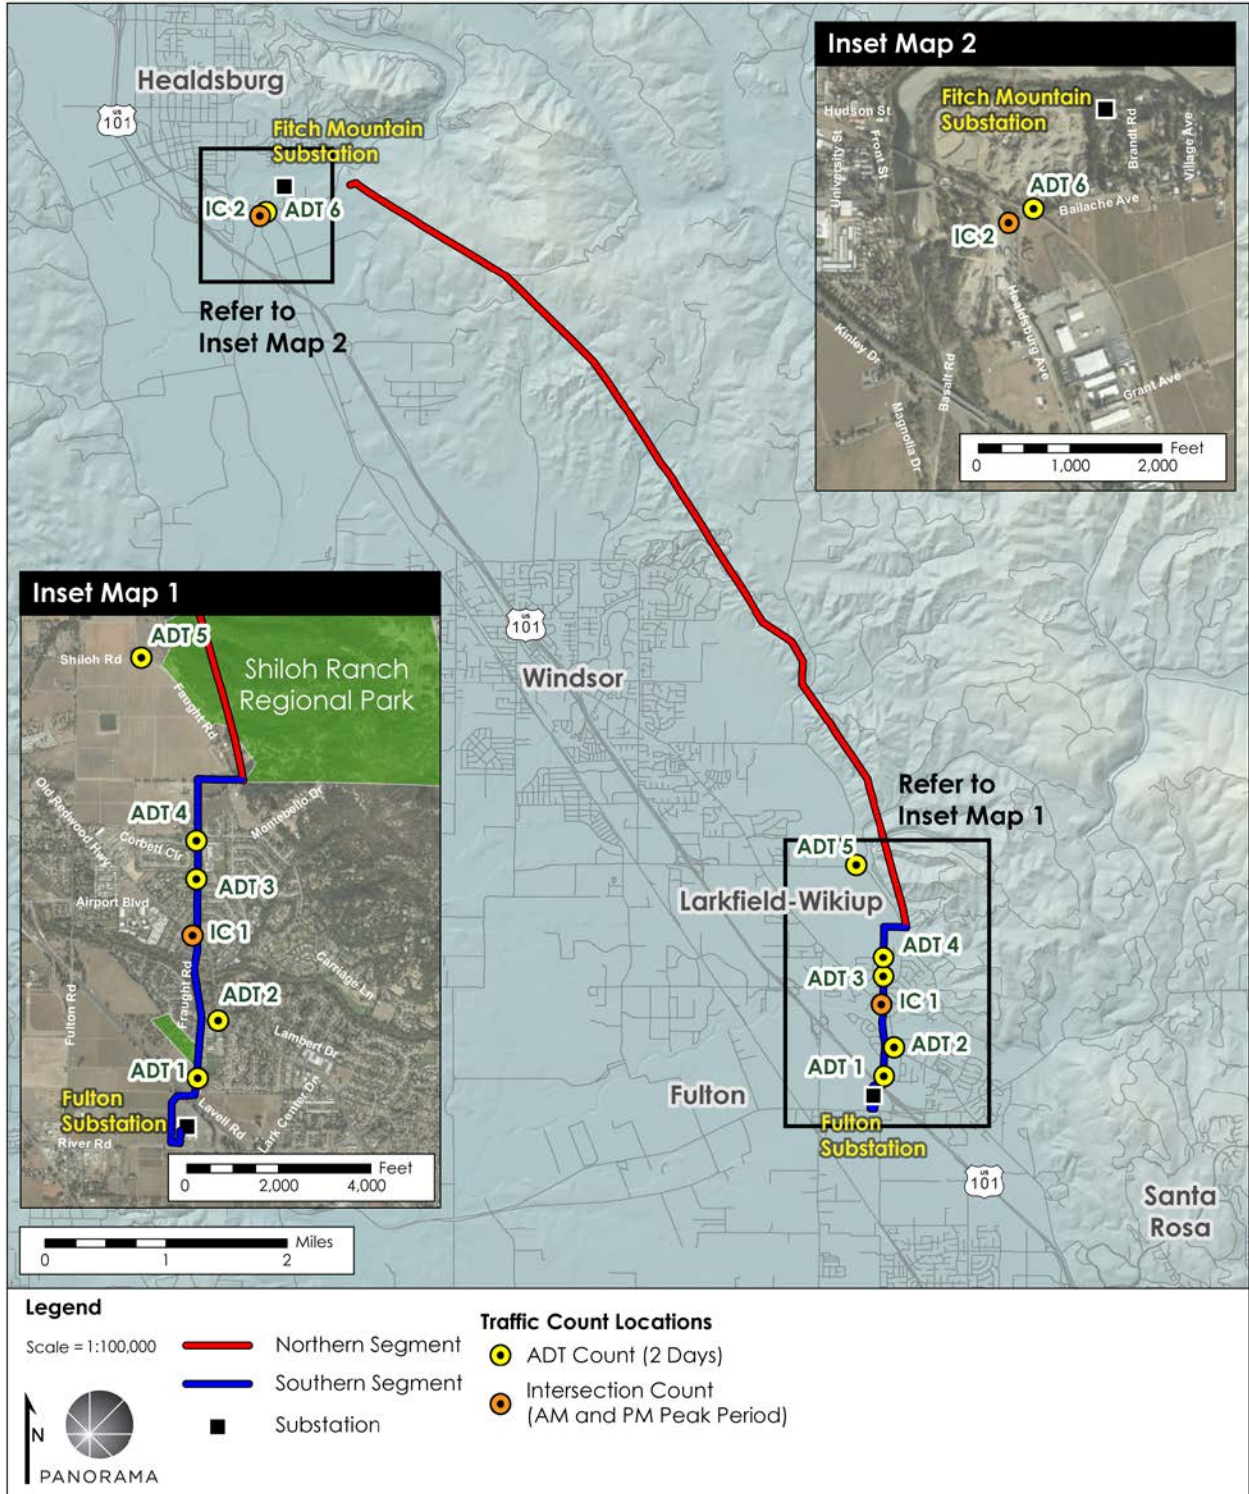 Healdsburg
US
101
Fitch Mountain
Substation
IC 2
ADT 6
Refer to
Inset Map 2
Inset Map 2
Fitch Mountain
Substation
Hudson St
University St
Front St
Brandt Rd
Village Ave
ADT 6
Bailache Ave
IC 2
Kinley Dr
Basalt Rd
Healdsburg Ave
Magnolia Dr
Grant Ave
Feet
0
1,000
2,000
US
101
Windsor
Inset Map 1
ADT 5
Shiloh Rd
Shiloh Ranch
Regional Park
Faught Rd
ADT 4
Old Redwood Hwy
Corbett Cir
Montebello Dr
ADT 3
Airport Blvd
IC 1
Carriage Ln
Fraught Rd
ADT 2
Fulton Rd
Lambert Dr
ADT 1
Fulton
Substation
Lavell Rd
Lark Center Dr
River Rd
Feet
0
2,000
4,000
Miles
0
1
2
Refer to
Inset Map 1
ADT 5
Larkfield-Wikiup
ADT 4
ADT 3
IC 1
ADT 2
ADT 1
Fulton
Fulton
Substation
US
101
Santa
Rosa
Legend
Scale = 1:100,000
Northern Segment
Southern Segment
Substation
Traffic Count Locations
ADT Count (2 Days)
Intersection Count
(AM and PM Peak Period)
N
PANORAMA